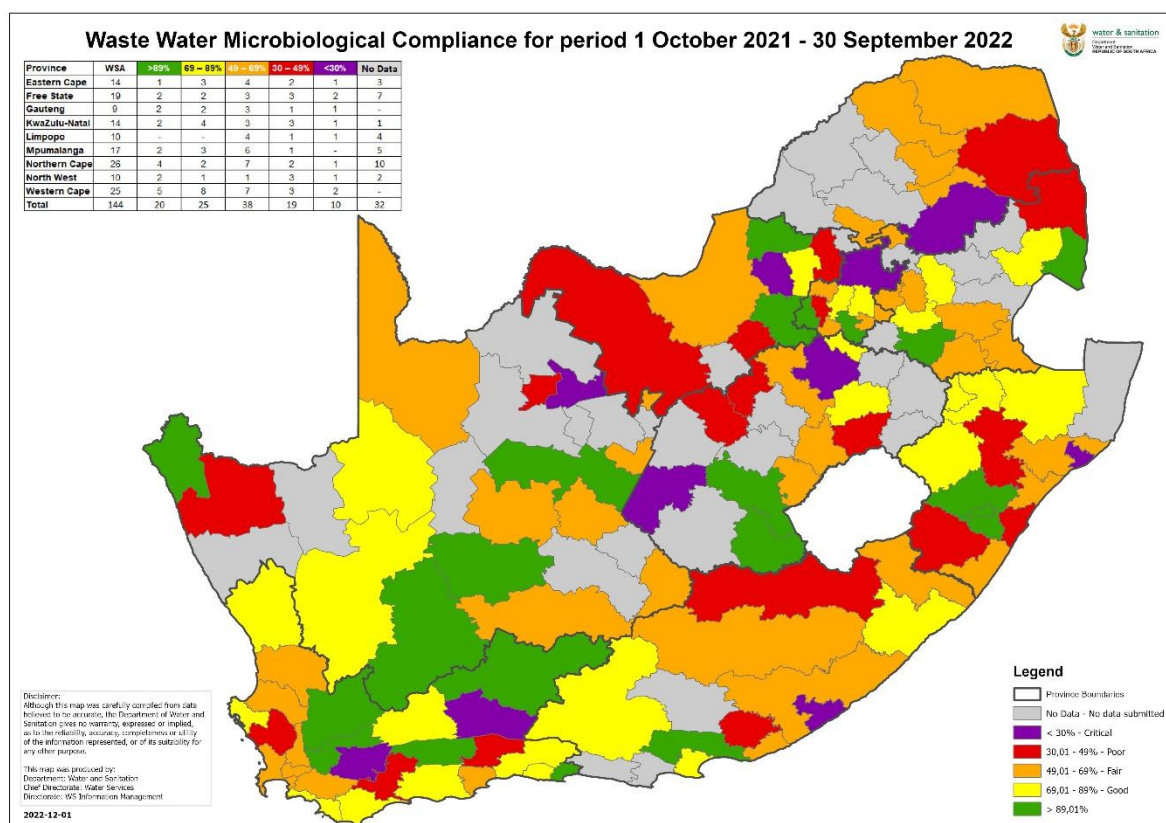 Waste Water Microbiological Compliance for period 1 October 2021 - 30 September 2022
water & sanitation
Department:
Water and Sanitation
REPUBLIC OF SOUTH AFRICA
Province WSA >89% 69 – 89% 49 – 69% 30 – 49% <30% No Data
Eastern Cape 14 1 3 4 2 1 3
Free State 19 2 2 3 3 2 7
Gauteng 9 2 2 3 1 1 -
KwaZulu-Natal 14 2 4 3 3 1 1
Limpopo 10 - - 4 1 1 4
Mpumalanga 17 2 3 6 1 - 5
Northern Cape 26 4 2 7 2 1 10
North West 10 2 1 1 3 1 2
Western Cape 25 5 8 7 3 2 -
Total 144 20 25 38 19 10 32
Disclaimer:
Although this map was carefully compiled from data
believed to be accurate, the Department of Water and
Sanitation gives no warranty, expressed or implied,
as to the reliability, accuracy, completeness or utility
of the information represented, or of its suitability for
any other purpose.
This map was produced by:
Department: Water and Sanitation
Chief Directorate: Water Services
Directorate: WS Information Management
2022-12-01
Legend
Province Boundaries
No Data - No data submitted
< 30% - Critical
30,01 - 49% - Poor
49,01 - 69% - Fair
69,01 - 89% - Good
> 89,01%